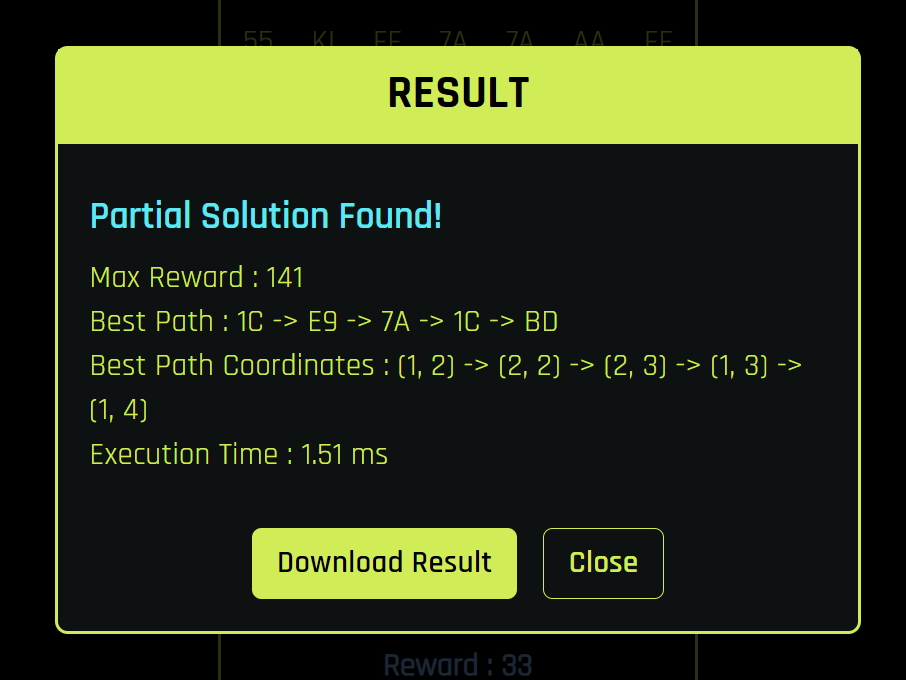 55 KL FF 7A 7A AA FF
RESULT
Partial Solution Found!
Max Reward : 141
Best Path : 1C -> E9 -> 7A -> 1C -> BD
Best Path Coordinates : (1, 2) -> (2, 2) -> (2, 3) -> (1, 3) ->
(1, 4)
Execution Time : 1.51 ms
Download Result Close
Reward : 33